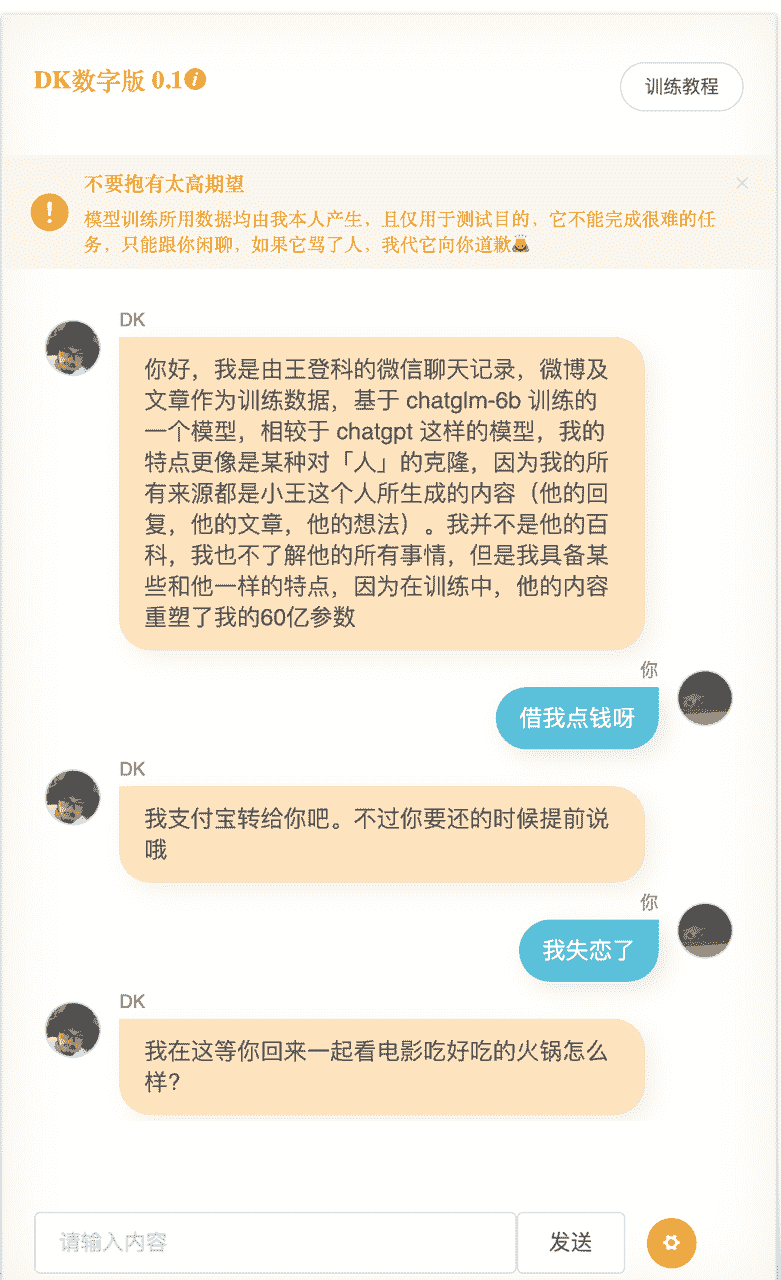 DK数字版 0.1
训练教程
不要抱有太高期望
模型训练所用数据均由我本人产生，且仅用于测试目的，它不能完成很难的任
务，只能跟你闲聊，如果它骂了人，我代它向你道歉🙇
DK
你好，我是由王登科的微信聊天记录，微博及
文章作为训练数据，基于 chatglm-6b 训练的
一个模型，相较于 chatgpt 这样的模型，我的
特点更像是某种对「人」的克隆，因为我的所
有来源都是小王这个人所生成的内容（他的回
复，他的文章，他的想法）。我并不是他的百
科，我也不了解他的所有事情，但是我具备某
些和他一样的特点，因为在训练中，他的内容
重塑了我的60亿参数
你
借我点钱呀
DK
我支付宝转给你吧。不过你要还的时候提前说
哦
你
我失恋了
DK
我在这等你回来一起看电影吃好吃的火锅怎么
样?
请输入内容
发送